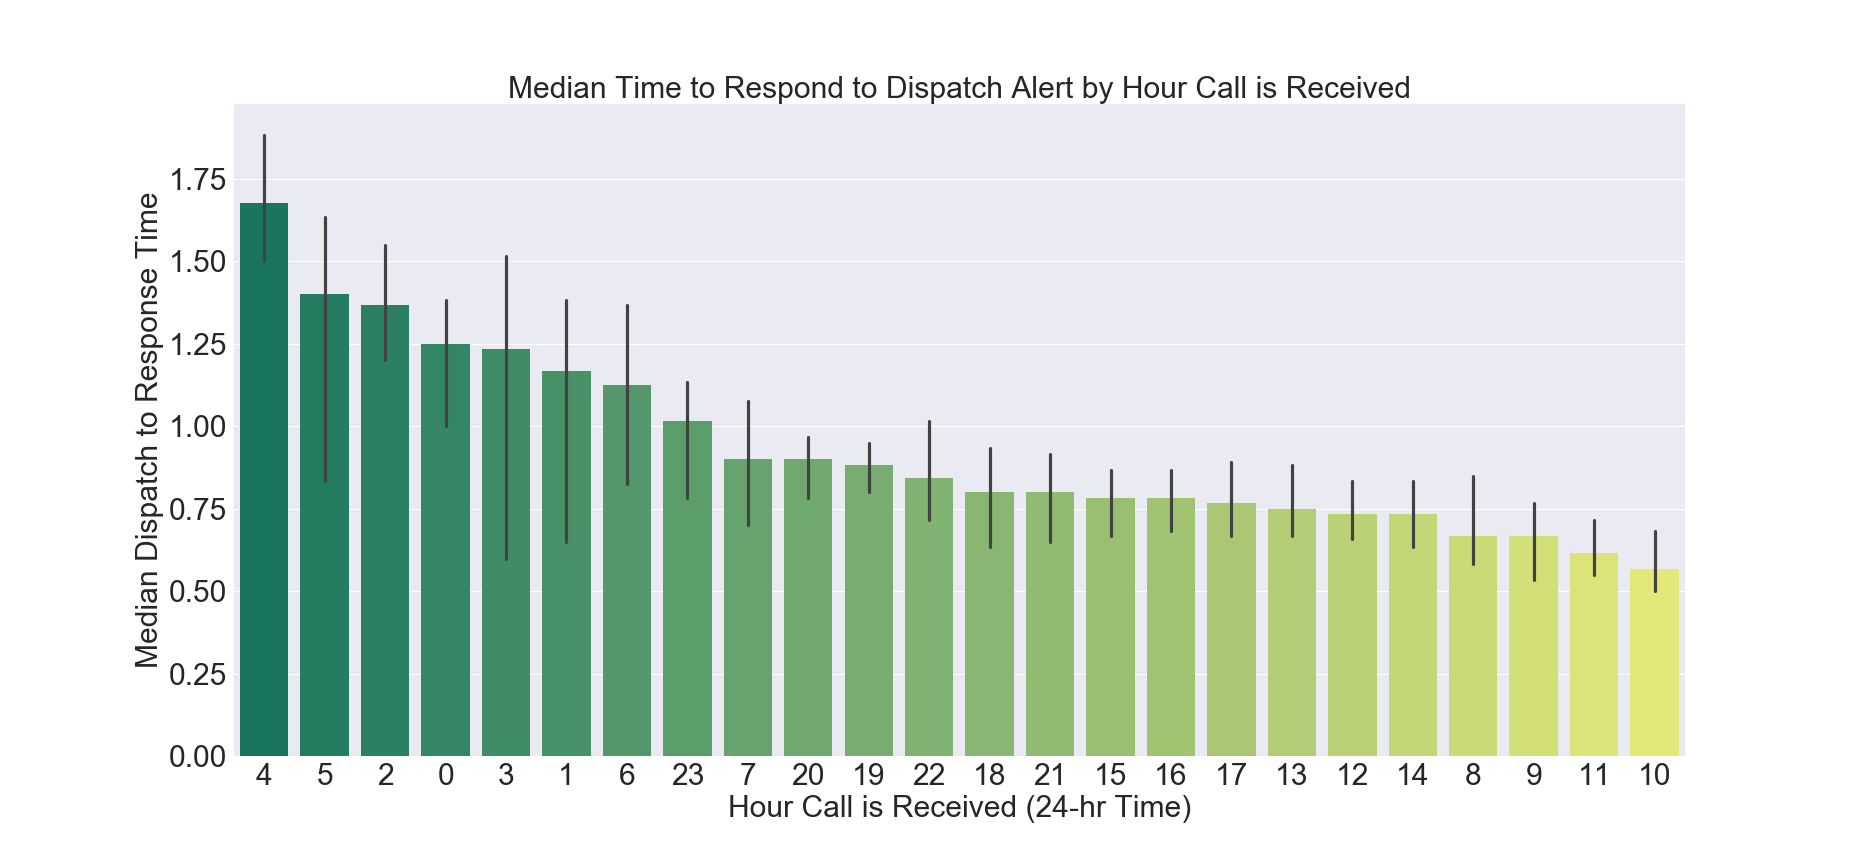 Median Time to Respond to Dispatch Alert by Hour Call is Received
Median Dispatch to Response Time
1.75
1.50
1.25
1.00
0.75
0.50
0.25
0.00
4 5 2 0 3 1 6 23 7 20 19 22 18 21 15 16 17 13 12 14 8 9 11 10
Hour Call is Received (24-hr Time)